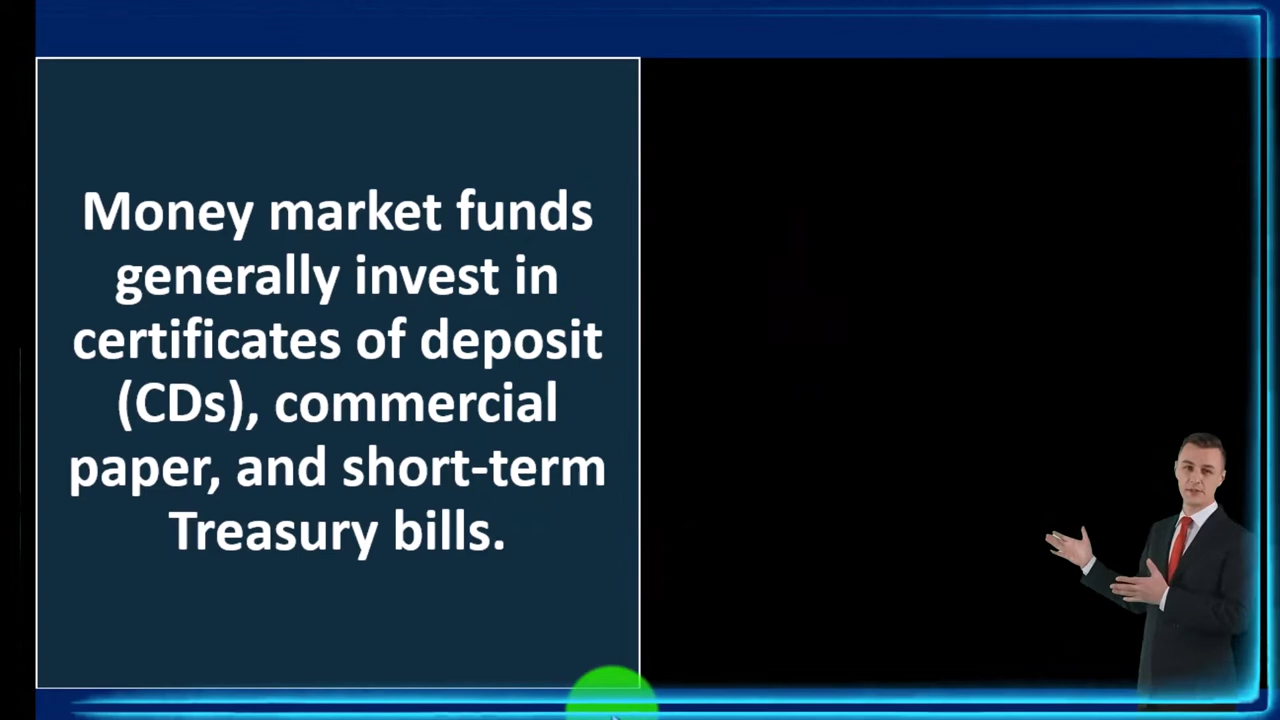 Money market funds
generally invest in
certificates of deposit
(CDs), commercial
paper, and short-term
Treasury bills.